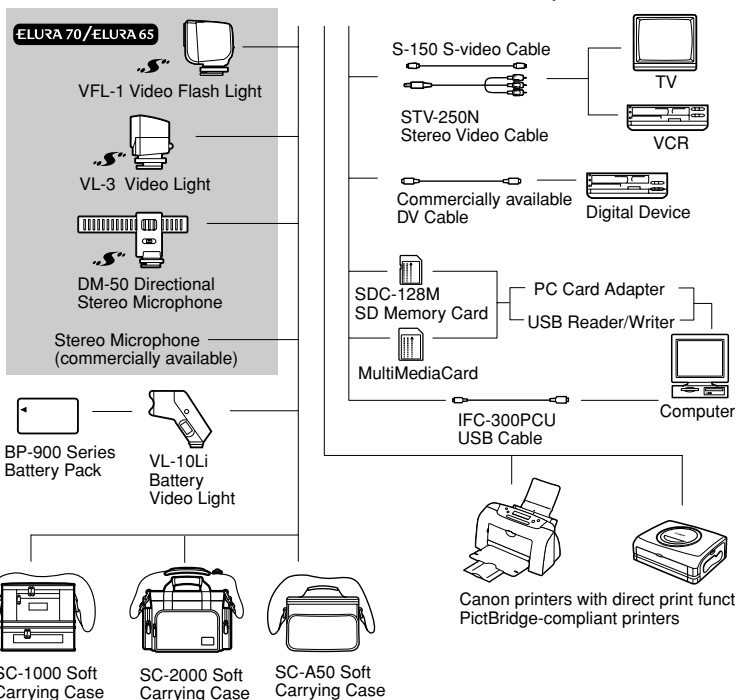 ELURA 70/ELURA 65
VFL-1 Video Flash Light
VL-3 Video Light
DM-50 Directional
Stereo Microphone
Stereo Microphone
(commercially available)
BP-900 Series
Battery Pack
VL-10Li
Battery
Video Light
SC-1000 Soft
Carrying Case
SC-2000 Soft
Carrying Case
SC-A50 Soft
Carrying Case
S-150 S-video Cable
STV-250N
Stereo Video Cable
TV
VCR
Commercially available
DV Cable
Digital Device
SDC-128M
SD Memory Card
PC Card Adapter
USB Reader/Writer
MultiMediaCard
Computer
IFC-300PCU
USB Cable
Canon printers with direct print funct
PictBridge-compliant printers